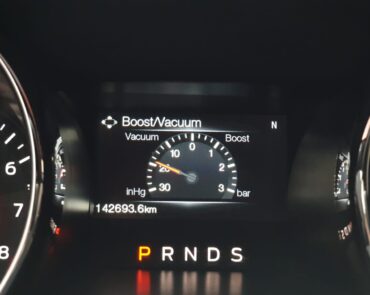 Boost/Vacuum
N
Vacuum Boost
10 0 1
20 2
30 3
inHg bar
142693.6km
P R N D S
6
7
8